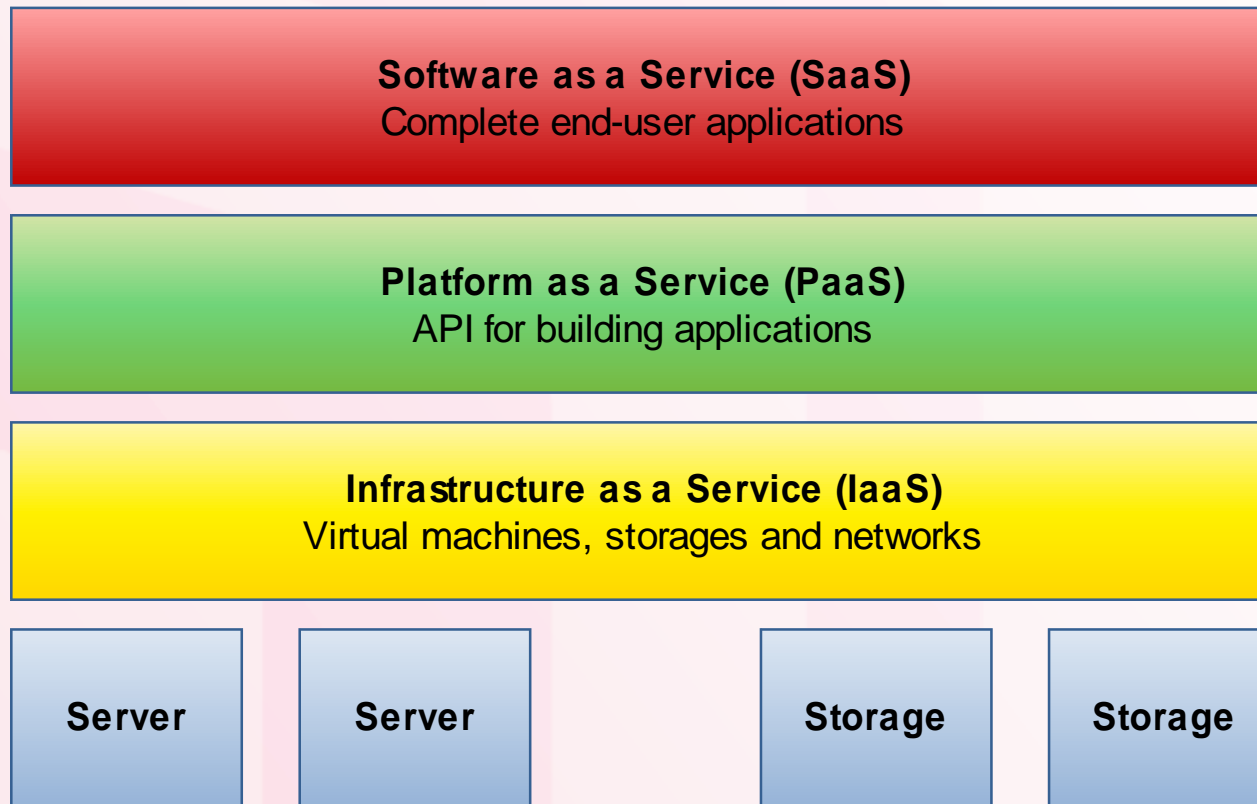 Software as a Service (SaaS)
Complete end-user applications
Platform as a Service (PaaS)
API for building applications
Infrastructure as a Service (IaaS)
Virtual machines, storages and networks
Server
Server
Storage
Storage